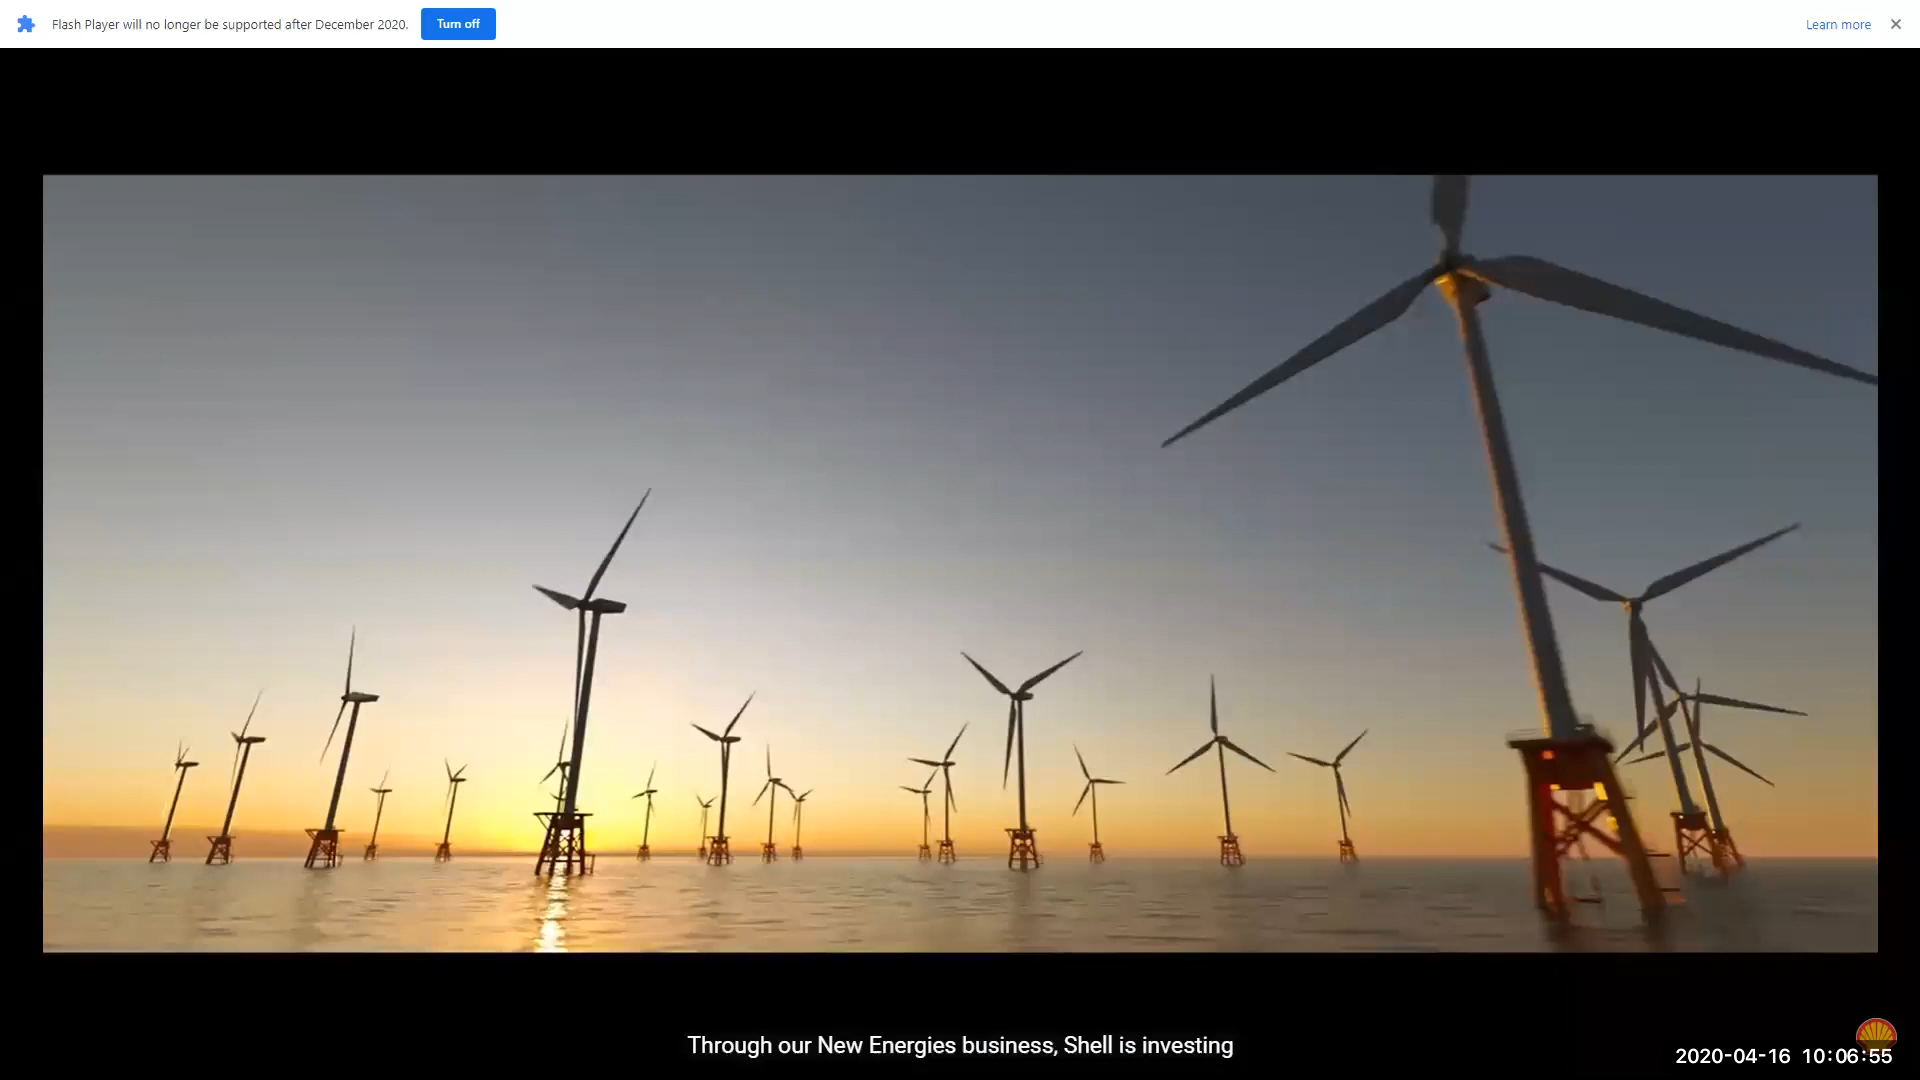 Flash Player will no longer be supported after December 2020.
Turn off
Learn more
Through our New Energies business, Shell is investing
2020-04-16 10:06:55